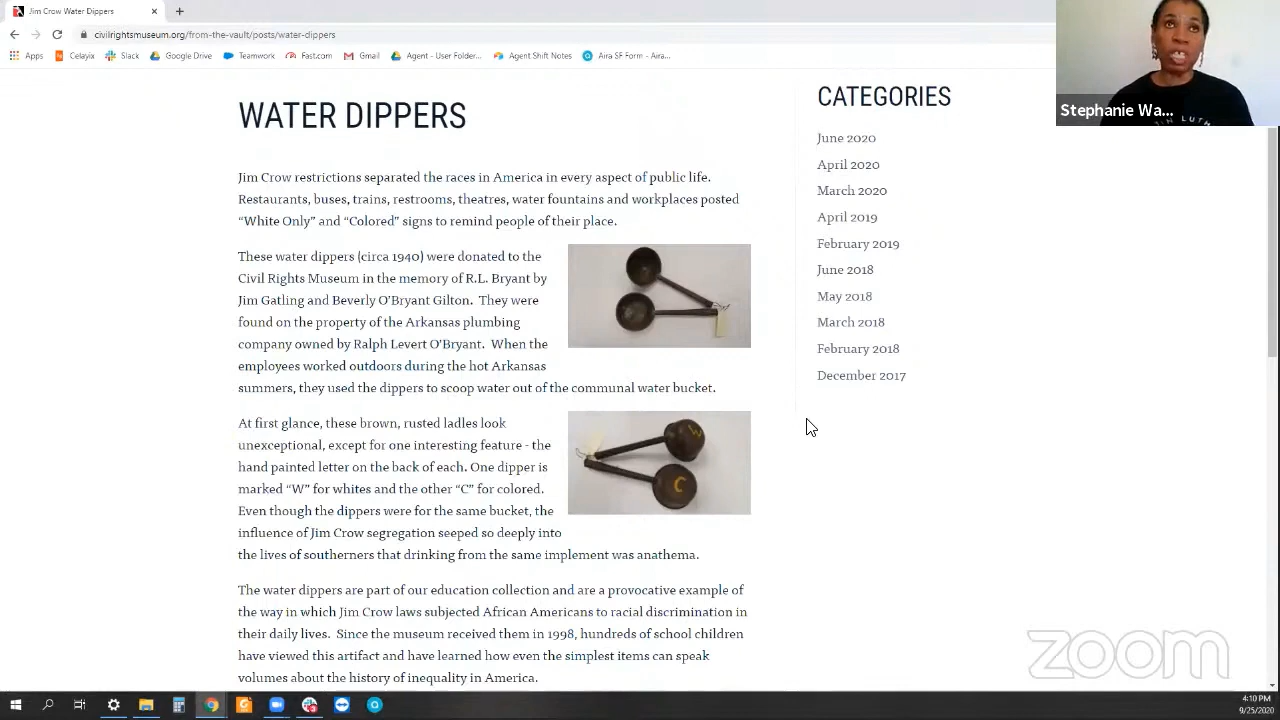 Jim Crow Water Dippers
civilrightsmuseum.org/from-the-vault/posts/water-dippers
Apps
Celayix
Slack
Google Drive
Teamwork
Fast.com
Gmail
Agent - User Folder...
Agent Shift Notes
Aira SF Form - Aira...
WATER DIPPERS
Jim Crow restrictions separated the races in America in every aspect of public life.
Restaurants, buses, trains, restrooms, theatres, water fountains and workplaces posted
“White Only” and “Colored” signs to remind people of their place.
These water dippers (circa 1940) were donated to the
Civil Rights Museum in the memory of R.L. Bryant by
Jim Gatling and Beverly O’Bryant Gilton.  They were
found on the property of the Arkansas plumbing
company owned by Ralph Levert O’Bryant.  When the
employees worked outdoors during the hot Arkansas
summers, they used the dippers to scoop water out of the communal water bucket.
At first glance, these brown, rusted ladles look
unexceptional, except for one interesting feature - the
hand painted letter on the back of each. One dipper is
marked “W” for whites and the other “C” for colored.
Even though the dippers were for the same bucket, the
influence of Jim Crow segregation seeped so deeply into
the lives of southerners that drinking from the same implement was anathema.
W
C
The water dippers are part of our education collection and are a provocative example of
the way in which Jim Crow laws subjected African Americans to racial discrimination in
their daily lives.  Since the museum received them in 1998, hundreds of school children
have viewed this artifact and have learned how even the simplest items can speak
volumes about the history of inequality in America.
CATEGORIES
June 2020
April 2020
March 2020
April 2019
February 2019
June 2018
May 2018
March 2018
February 2018
December 2017
Stephanie Wa...
LUTH
zoom
4:10 PM
9/25/2020